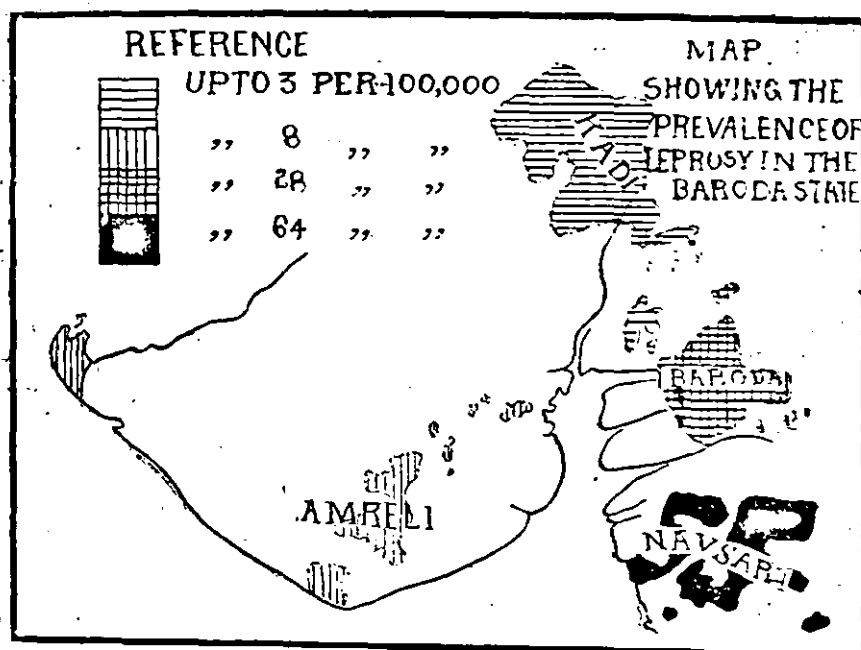 REFERENCE
UPTO 3 PER 100,000
,, 8 ,, ,,
,, 28 ,, ,,
,, 64 ,, ,,
MAP
SHOWING THE
PREVALENCE OF
LEPROSY IN THE
BARODA STATE
KADI
BARODA
AMRELI
NAVSARI